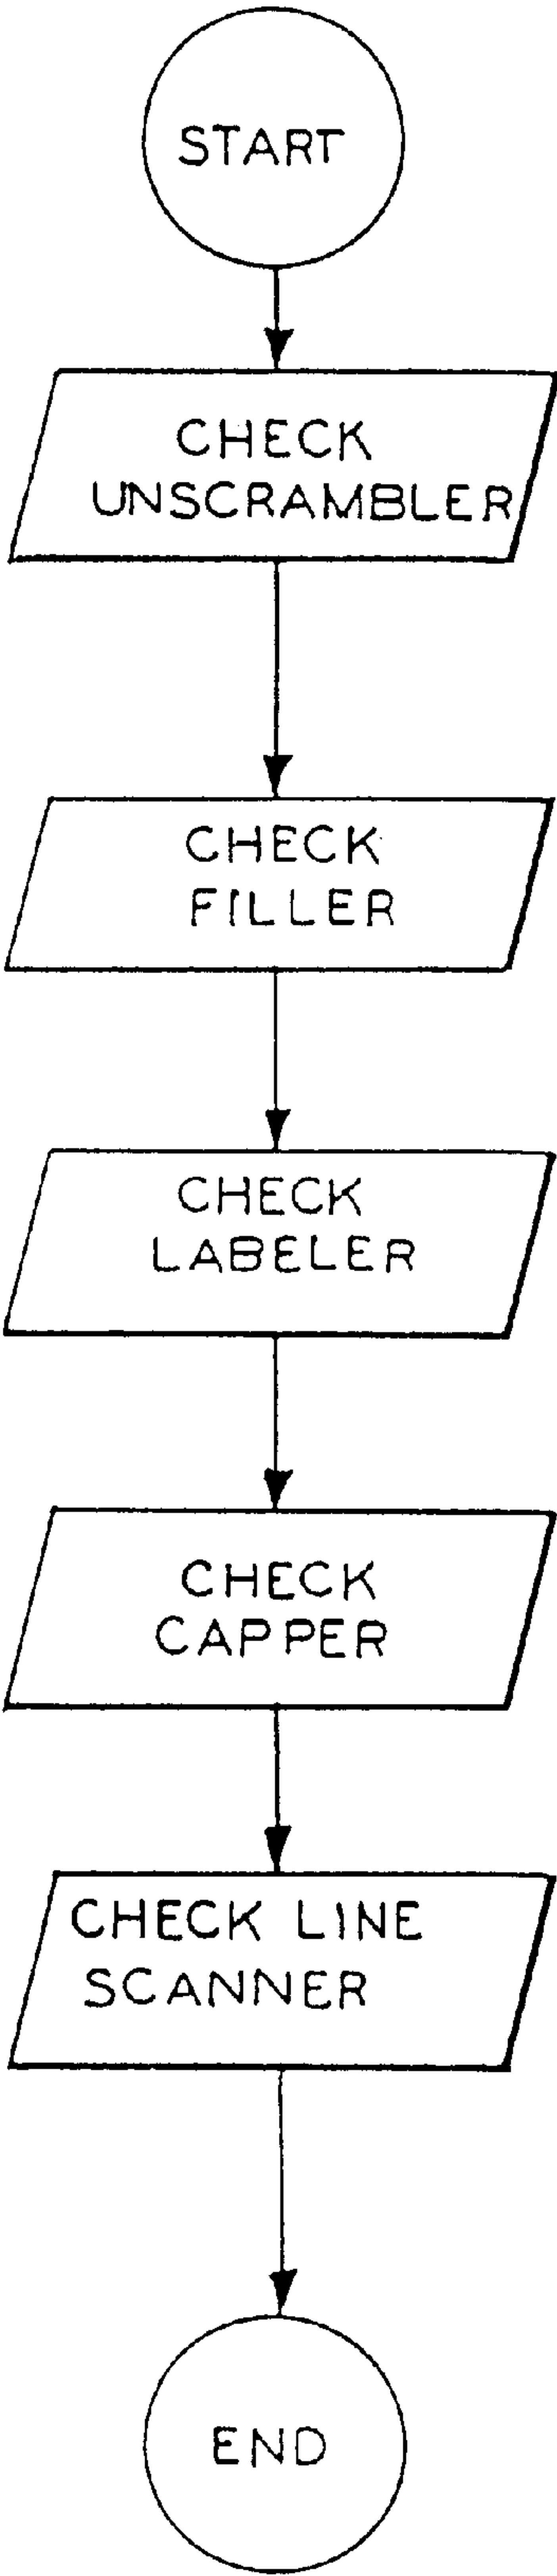 START
CHECK
UNSCRAMBLER
CHECK
FILLER
CHECK
LABELER
CHECK
CAPPER
CHECK LINE
SCANNER
END